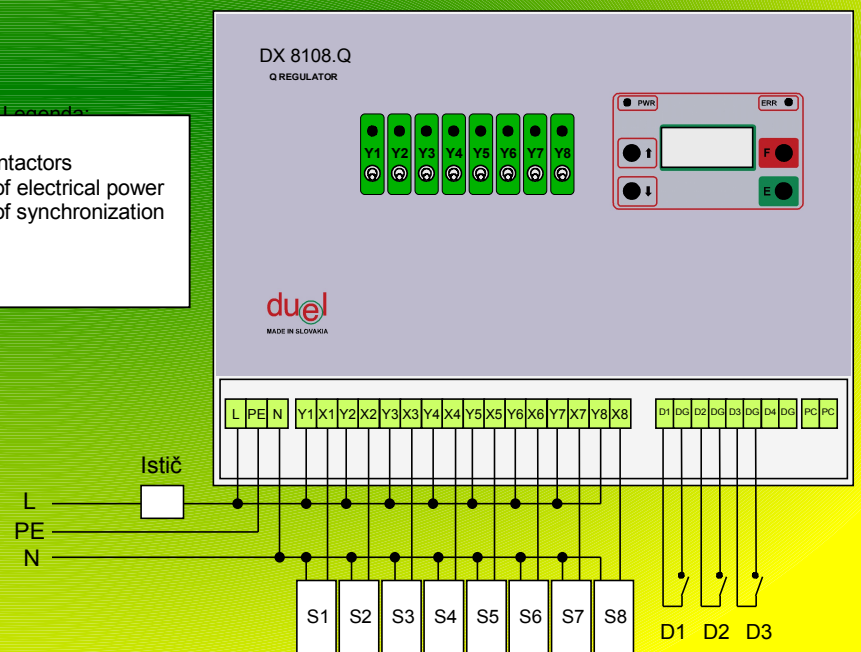 DX 8108.Q
Q REGULATOR
PWR
ERR
Y1 Y2 Y3 Y4 Y5 Y6 Y7 Y8
F
E
Legenda:
of electrical power
of synchronization
duel
MADE IN SLOVAKIA
L PE N Y1 X1 Y2 X2 Y3 X3 Y4 X4 Y5 X5 Y6 X6 Y7 X7 Y8 X8 D1 DG D2 DG D3 DG D4 DG PC PC
Istič
L
PE
N
S1 S2 S3 S4 S5 S6 S7 S8
D1 D2 D3